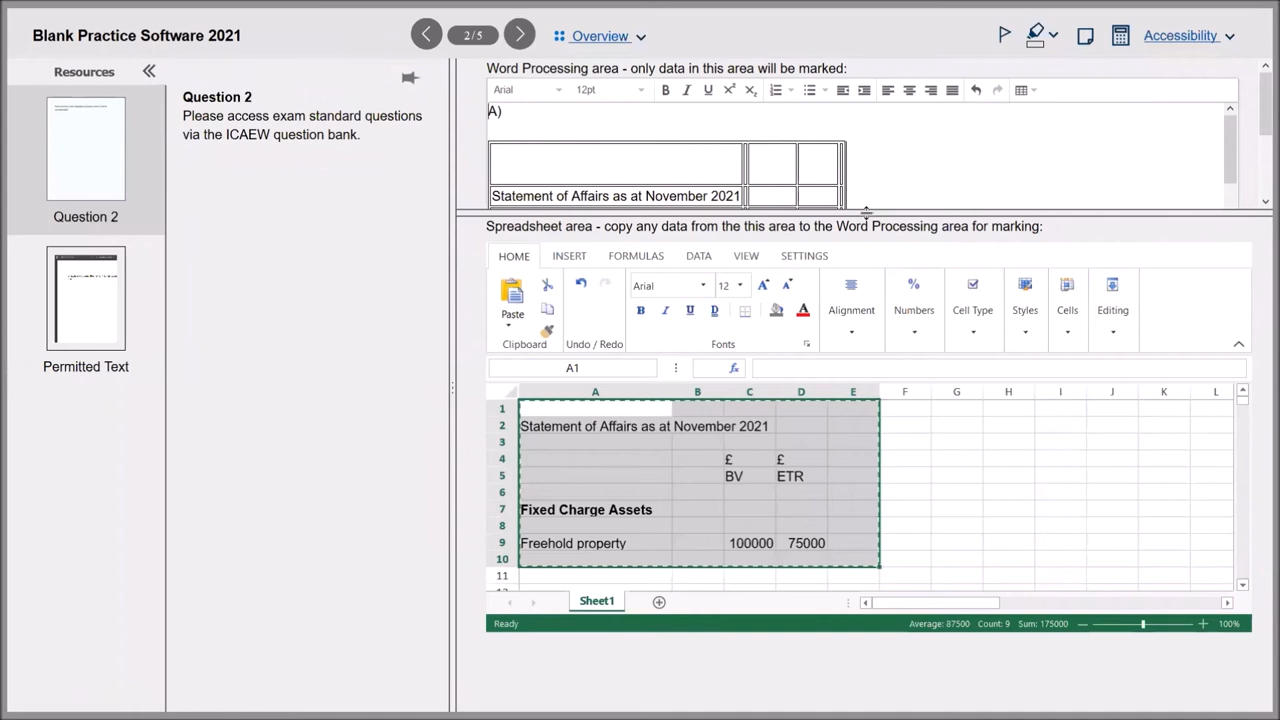 Blank Practice Software 2021
2/5
Overview
Accessibility
Resources
Question 2
Permitted Text
Question 2
Please access exam standard questions
via the ICAEW question bank.
Word Processing area - only data in this area will be marked:
Arial 12pt B I U X² X₂
A)
Statement of Affairs as at November 2021
Spreadsheet area - copy any data from the this area to the Word Processing area for marking:
HOME INSERT FORMULAS DATA VIEW SETTINGS
Paste
Clipboard
Undo / Redo
Arial 12 A A
B I U D A
Fonts
Alignment
%
Numbers
Cell Type
Styles
Cells
Editing
A1 fx
A B C D E F G H I J K L
1
2 Statement of Affairs as at November 2021
3
4 £ £
5 BV ETR
6
7 Fixed Charge Assets
8
9 Freehold property 100000 75000
10
11
Sheet1
Ready Average: 87500 Count: 9 Sum: 175000 100%